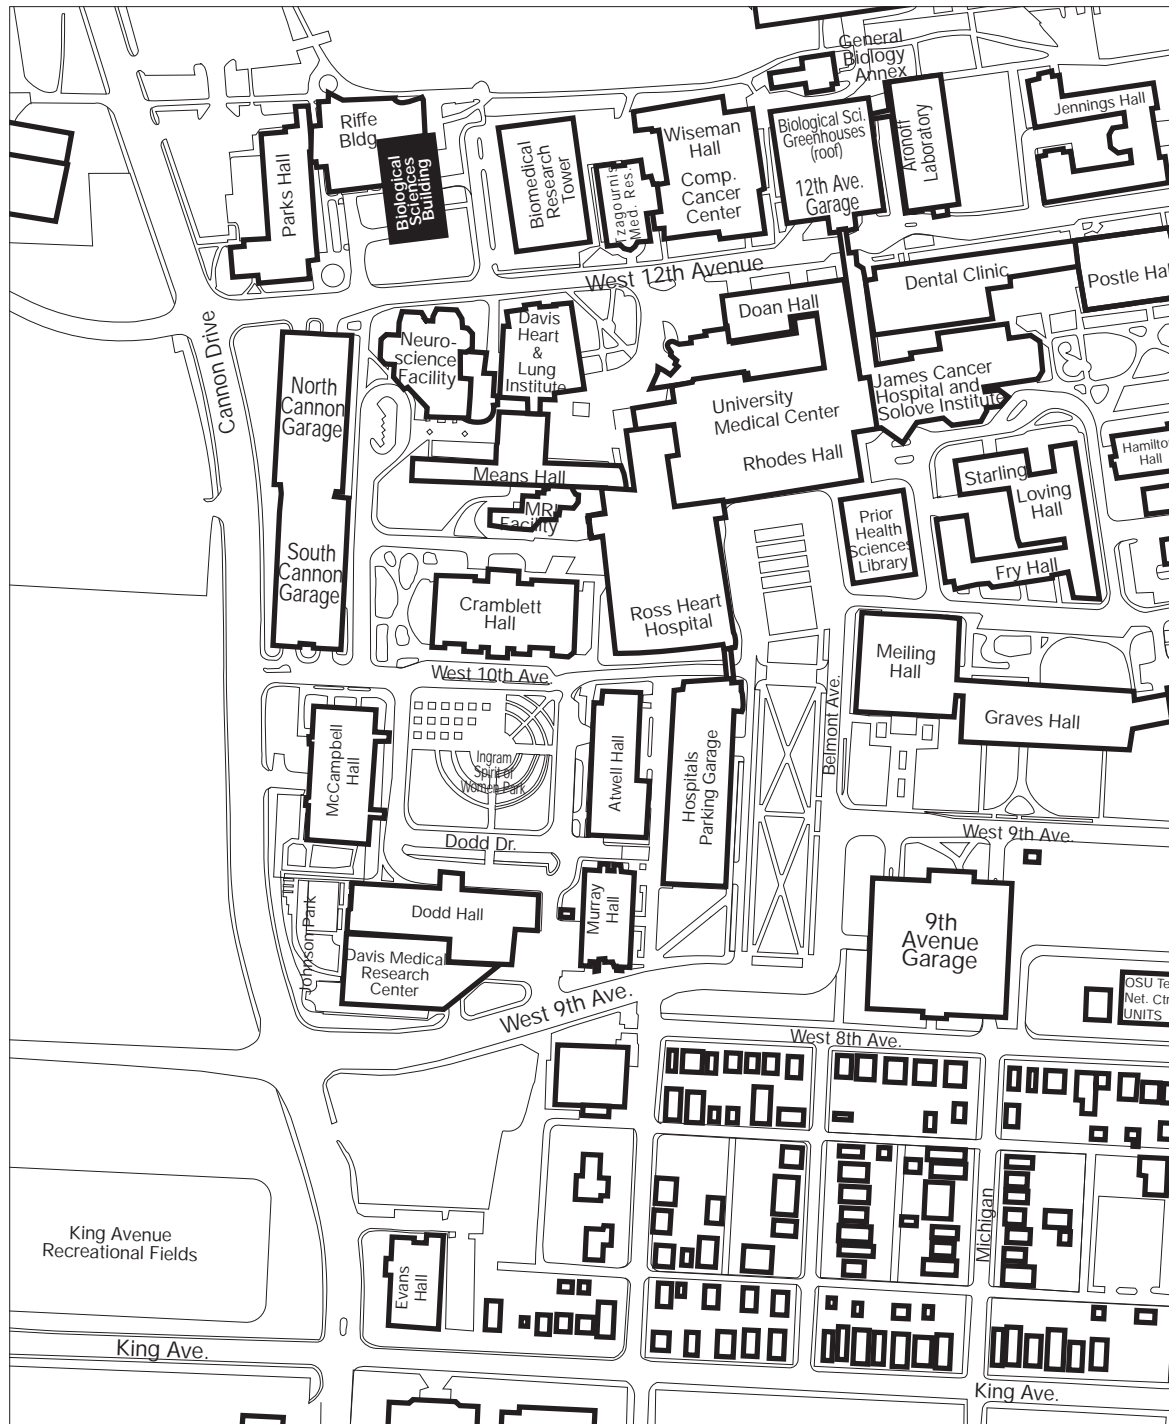 General
Biology
Annex
Riffe
Bldg.
Parks Hall
Biological
Sciences
Building
Biomedical
Research
Tower
Tzagournis
Med. Res.
Wiseman
Hall
Comp.
Cancer
Center
Biological Sci.
Greenhouses
(roof)
12th Ave.
Garage
Aronoff
Laboratory
Jennings Hall
West 12th Avenue
Cannon Drive
Dental Clinic
Postle Hal
Doan Hall
Neuro-
science
Facility
Davis
Heart
&
Lung
Institute
North
Cannon
Garage
James Cancer
Hospital and
Solove Institute
University
Medical Center
Rhodes Hall
Means Hall
MRI
Facility
Starling
Loving
Hall
Fry Hall
Hamilto
Hall
Prior
Health
Sciences
Library
South
Cannon
Garage
Cramblett
Hall
Ross Heart
Hospital
West 10th Ave.
Meiling
Hall
Graves Hall
Belmont Ave.
McCampbell
Hall
Ingram
Spirit of
Women Park
Atwell Hall
Hospitals
Parking Garage
Dodd Dr.
West 9th Ave.
Dodd Hall
Murray
Hall
Johnson Park
Davis Medical
Research
Center
9th
Avenue
Garage
OSU Te
Net. Ctr
UNITS
West 9th Ave.
West 8th Ave.
Michigan
King Avenue
Recreational Fields
Evans
Hall
King Ave.
King Ave.